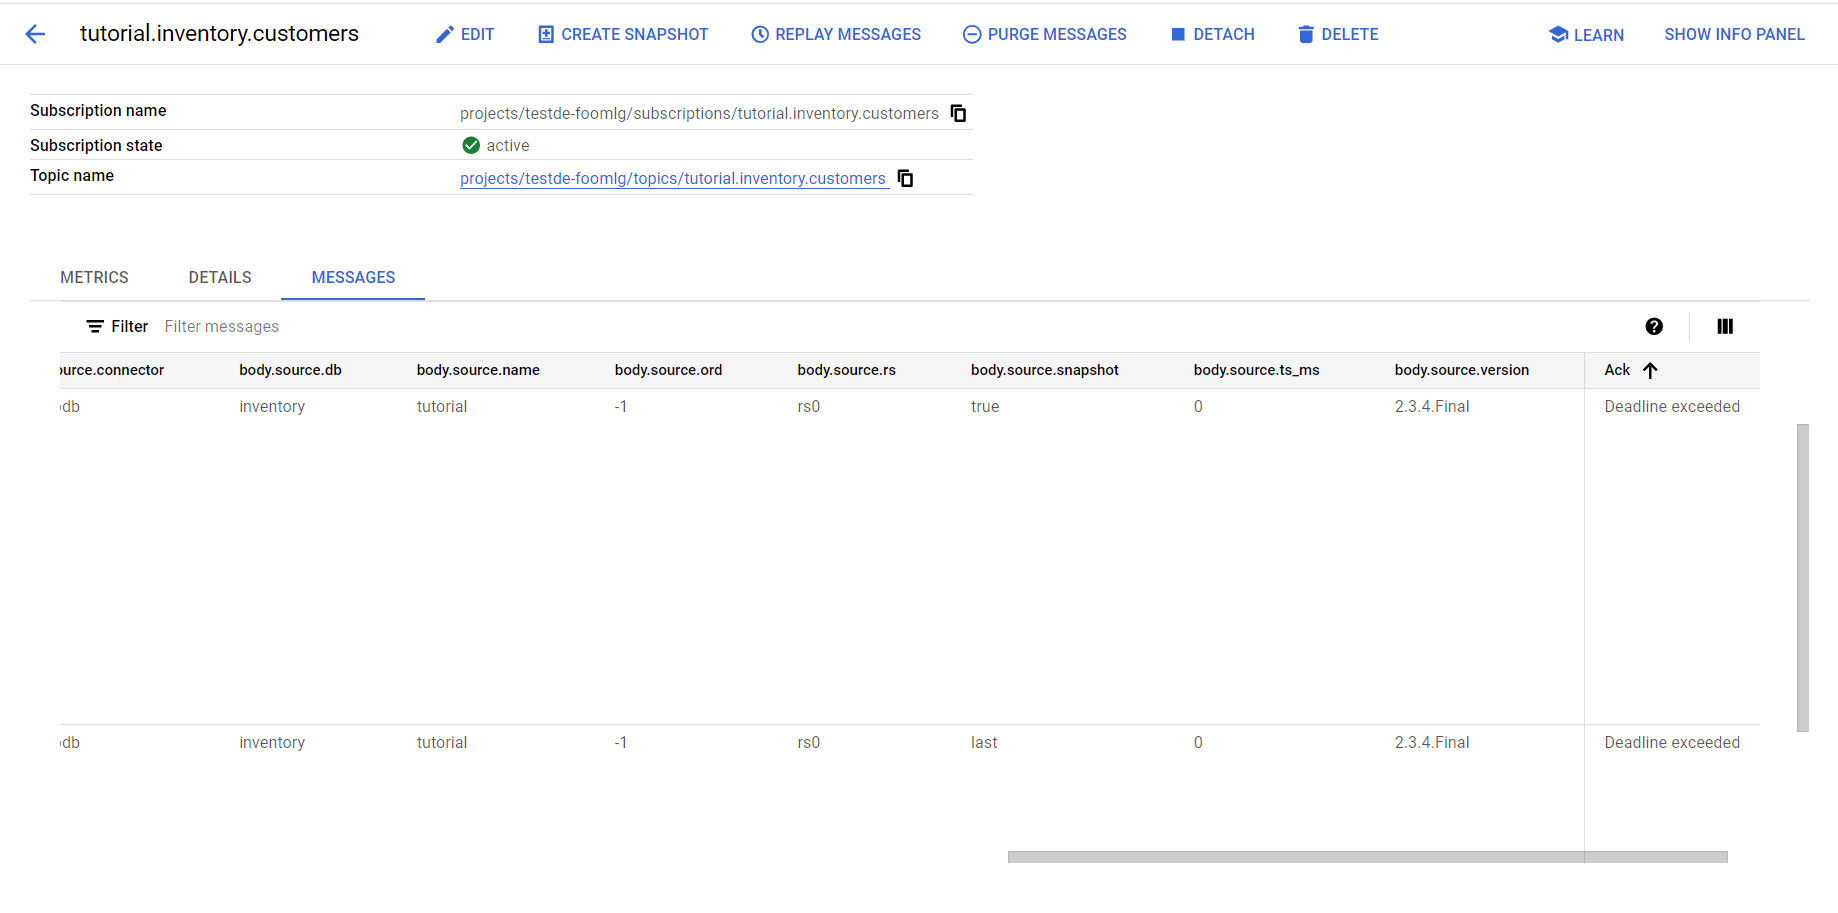 tutorial.inventory.customers EDIT CREATE SNAPSHOT REPLAY MESSAGES PURGE MESSAGES DETACH DELETE LEARN SHOW INFO PANEL
Subscription name projects/testde-foomlg/subscriptions/tutorial.inventory.customers
Subscription state active
Topic name projects/testde-foomlg/topics/tutorial.inventory.customers
METRICS DETAILS MESSAGES
Filter Filter messages
ource.connector body.source.db body.source.name body.source.ord body.source.rs body.source.snapshot body.source.ts_ms body.source.version Ack
db inventory tutorial -1 rs0 true 0 2.3.4.Final Deadline exceeded
db inventory tutorial -1 rs0 last 0 2.3.4.Final Deadline exceeded